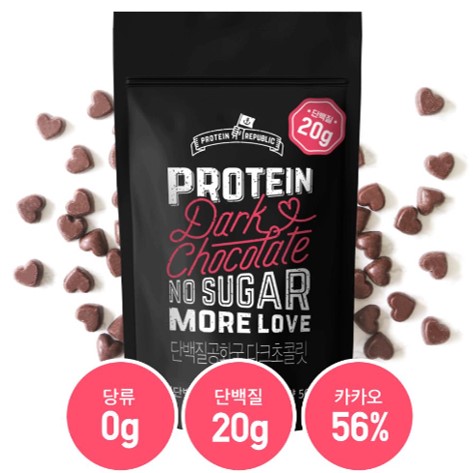 PROTEIN REPUBLIC
단백질
20g
PROTEIN
Dark
Chocolate
NO SUGAR
MORE LOVE
단백질공화국 다크초콜릿
당류
0g
단백질
20g
카카오
56%